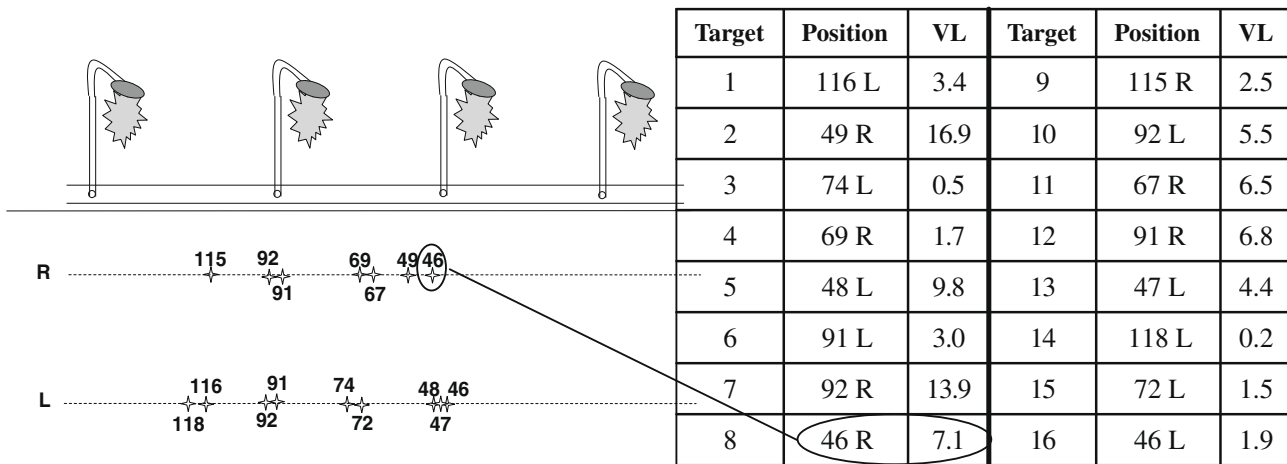 Target Position VL Target Position VL
1 116 L 3.4 9 115 R 2.5
2 49 R 16.9 10 92 L 5.5
3 74 L 0.5 11 67 R 6.5
4 69 R 1.7 12 91 R 6.8
5 48 L 9.8 13 47 L 4.4
6 91 L 3.0 14 118 L 0.2
7 92 R 13.9 15 72 L 1.5
8 46 R 7.1 16 46 L 1.9
115 92 69 49 46
R
91 67
116 91 74 48 46
L
118 92 72 47